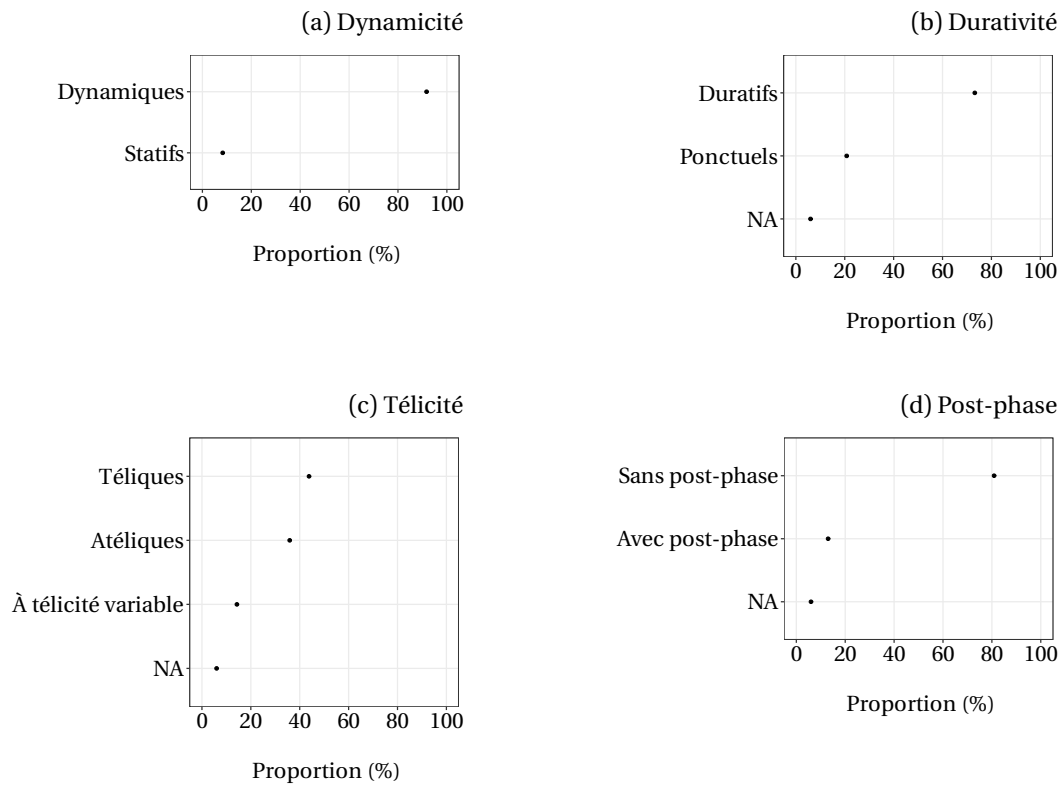 (a) Dynamicité
Dynamiques
Statifs
0 20 40 60 80 100
Proportion (%)
(b) Durativité
Duratifs
Ponctuels
NA
0 20 40 60 80 100
Proportion (%)
(c) Télicité
Téliques
Atéliques
À télicité variable
NA
0 20 40 60 80 100
Proportion (%)
(d) Post-phase
Sans post-phase
Avec post-phase
NA
0 20 40 60 80 100
Proportion (%)